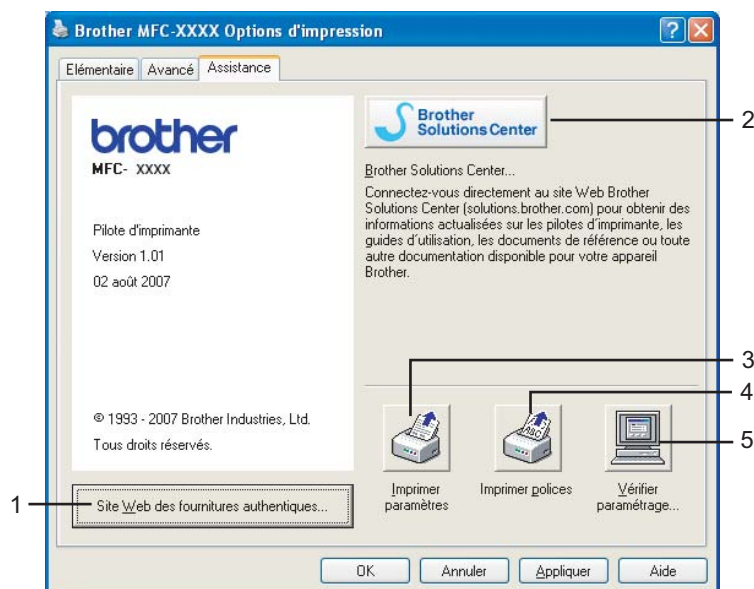 Brother MFC-XXXX Options d'impression
Elémentaire Avancé Assistance
brother
MFC- XXXX
Pilote d'imprimante
Version 1.01
02 août 2007
© 1993 - 2007 Brother Industries, Ltd.
Tous droits réservés.
1
Site Web des fournitures authentiques...
Brother
Solutions Center
2
Brother Solutions Center...
Connectez-vous directement au site Web Brother
Solutions Center (solutions.brother.com) pour obtenir des
informations actualisées sur les pilotes d'imprimante, les
guides d'utilisation, les documents de référence ou toute
autre documentation disponible pour votre appareil
Brother.
3
4
ABC
5
Imprimer
paramètres
Imprimer polices
Vérifier
paramétrage...
OK Annuler Appliquer Aide